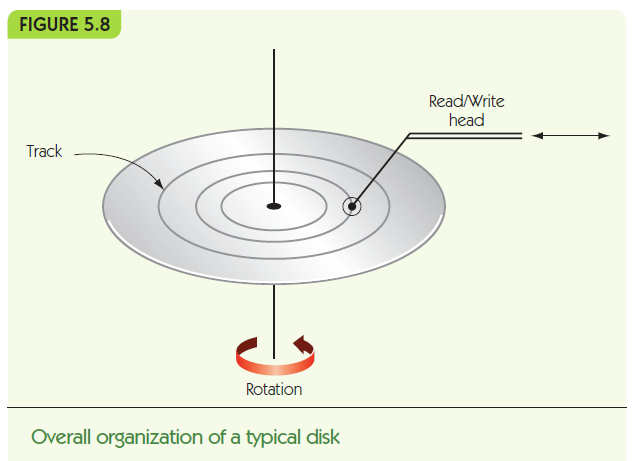 FIGURE 5.8
Read/Write
head
Track
Rotation
Overall organization of a typical disk